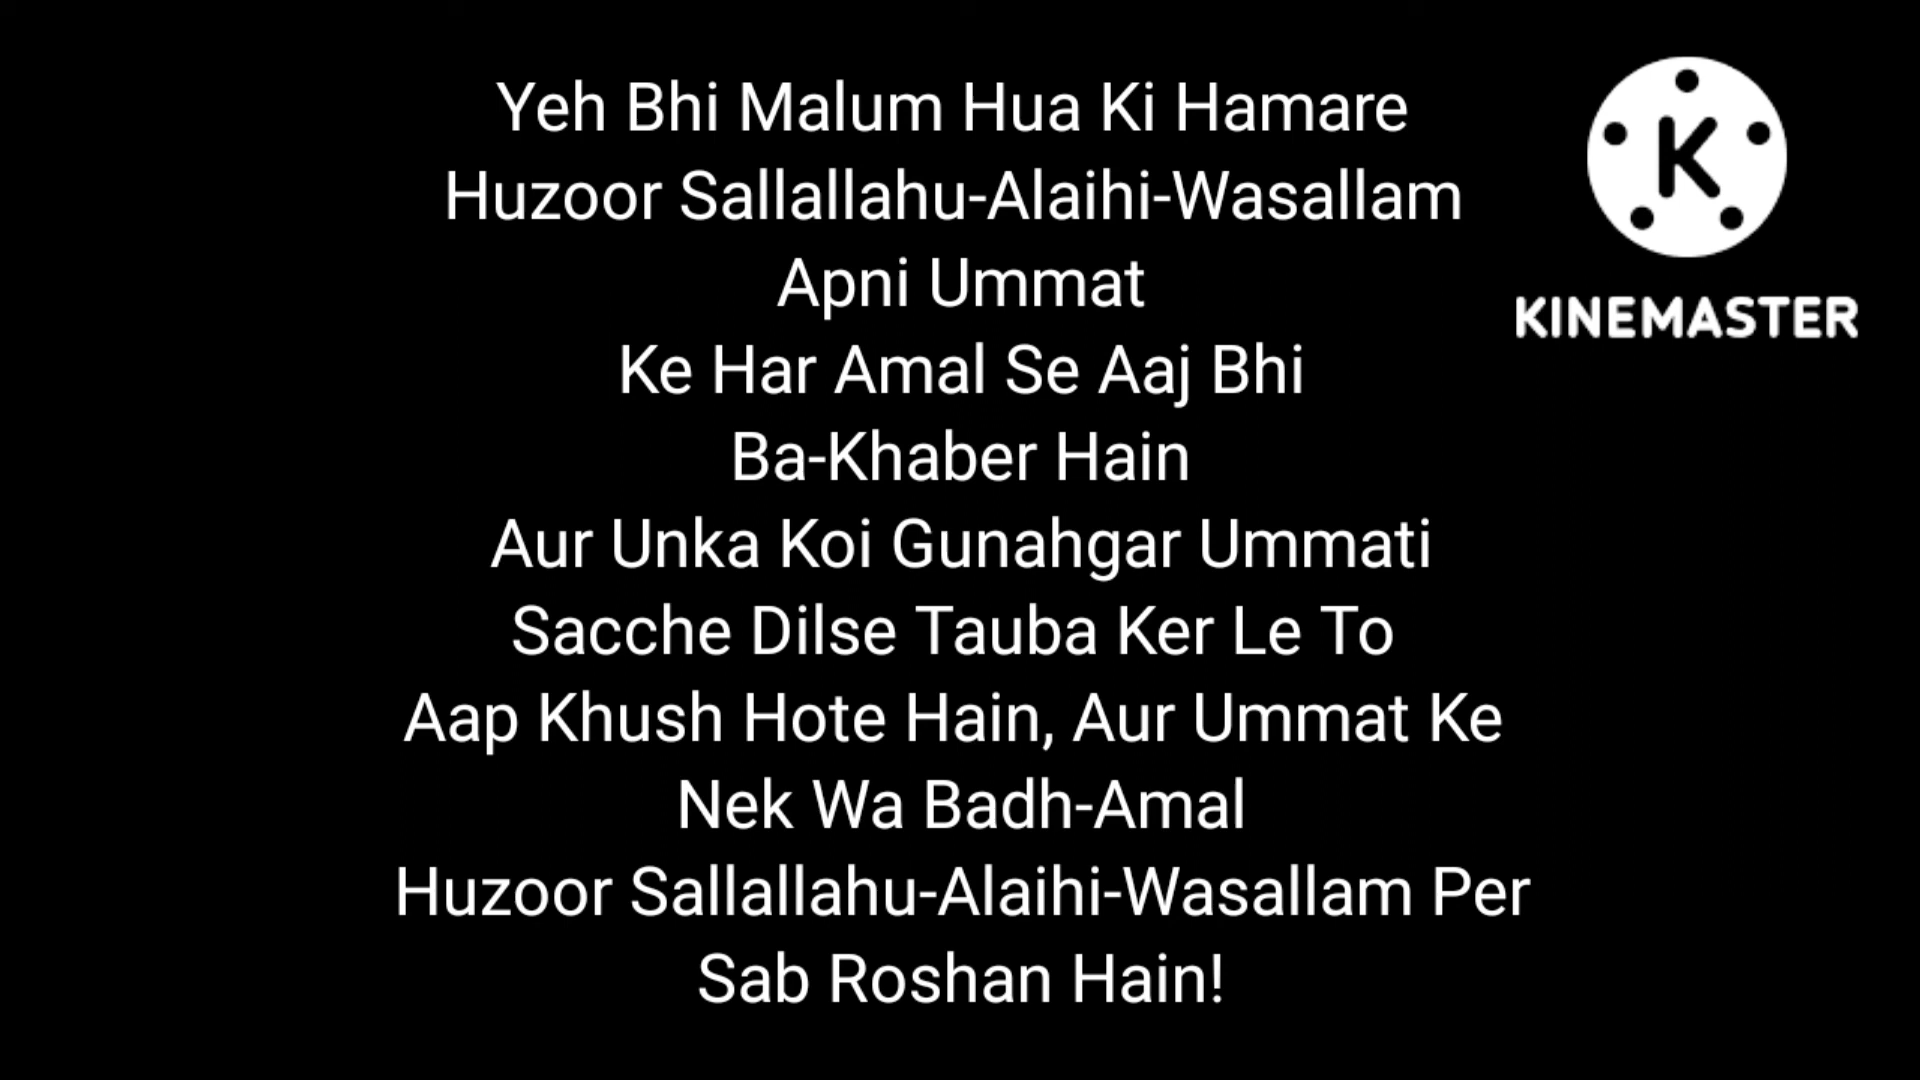 Yeh Bhi Malum Hua Ki Hamare
Huzoor Sallallahu-Alaihi-Wasallam
Apni Ummat
Ke Har Amal Se Aaj Bhi
Ba-Khaber Hain
Aur Unka Koi Gunahgar Ummati
Sacche Dilse Tauba Ker Le To
Aap Khush Hote Hain, Aur Ummat Ke
Nek Wa Badh-Amal
Huzoor Sallallahu-Alaihi-Wasallam Per
Sab Roshan Hain!
K
KINEMASTER